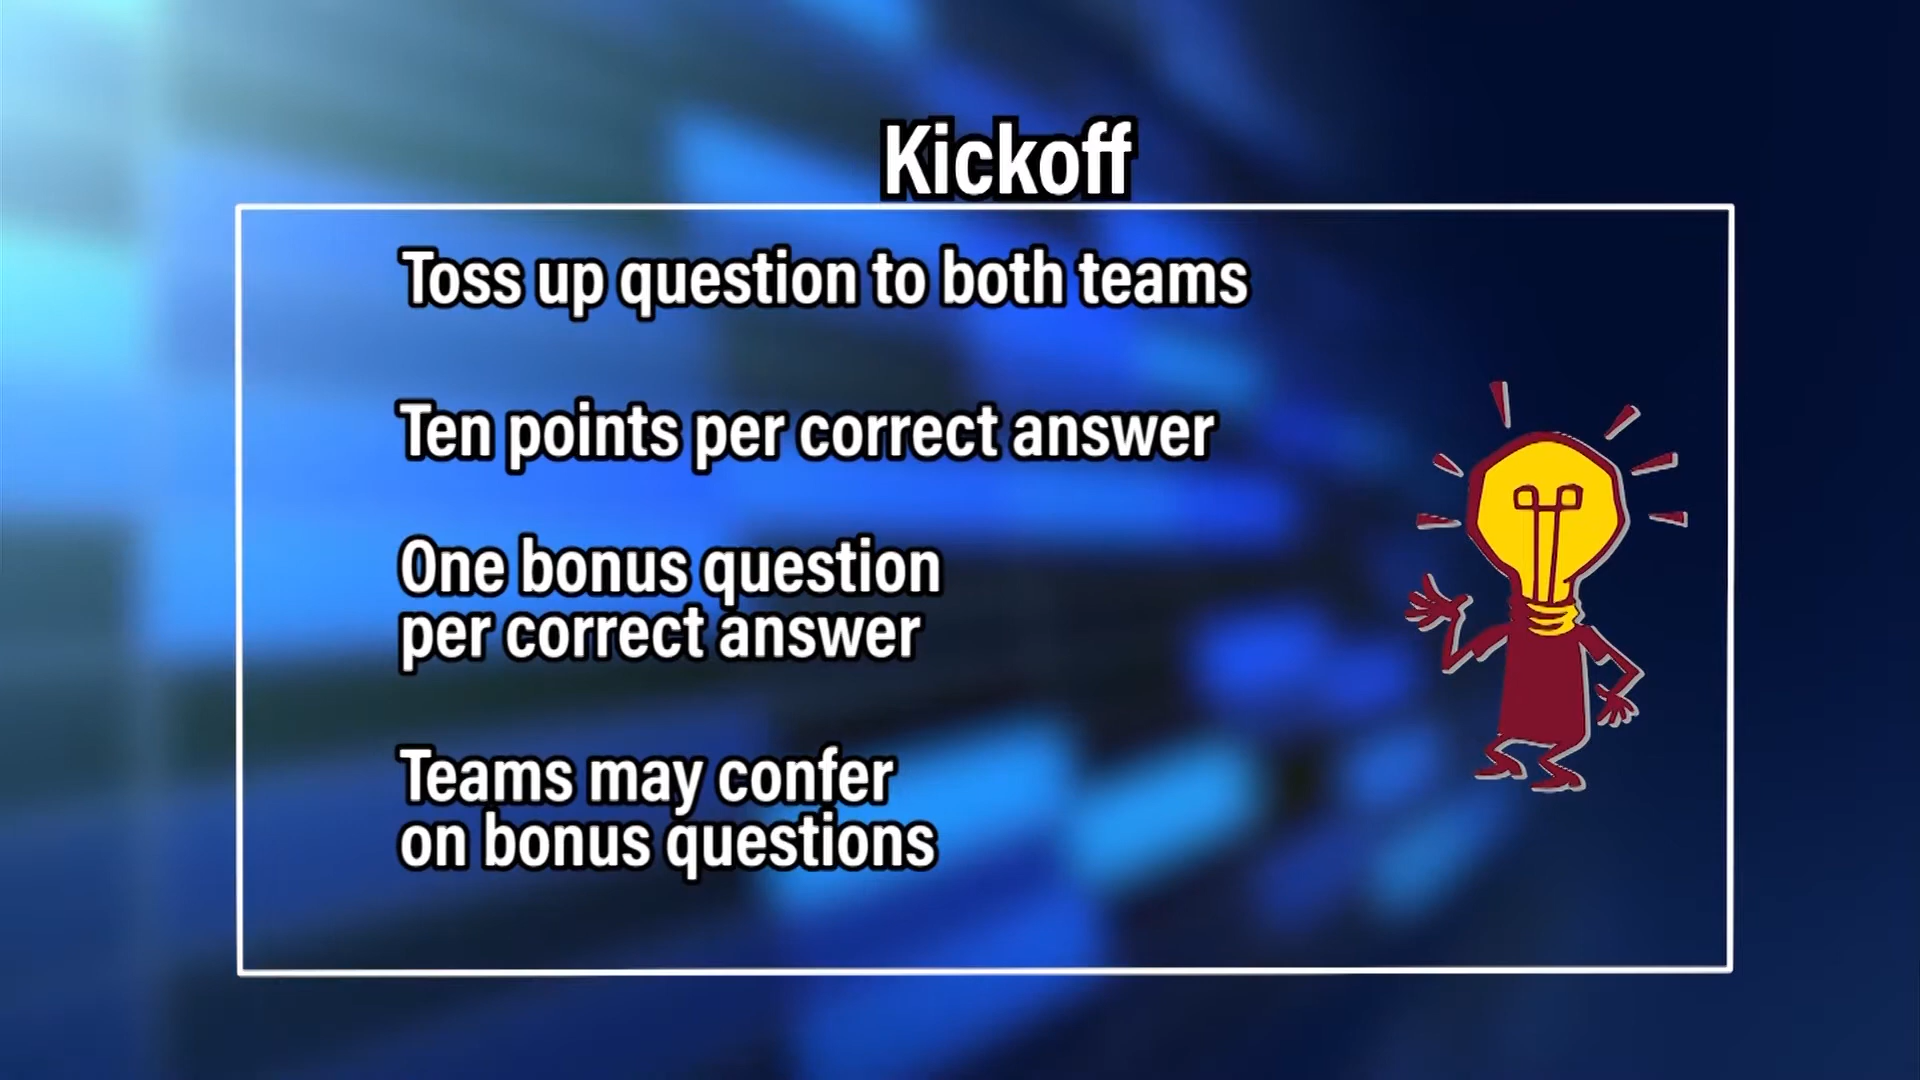 Kickoff
Toss up question to both teams
Ten points per correct answer
One bonus question
per correct answer
Teams may confer
on bonus questions